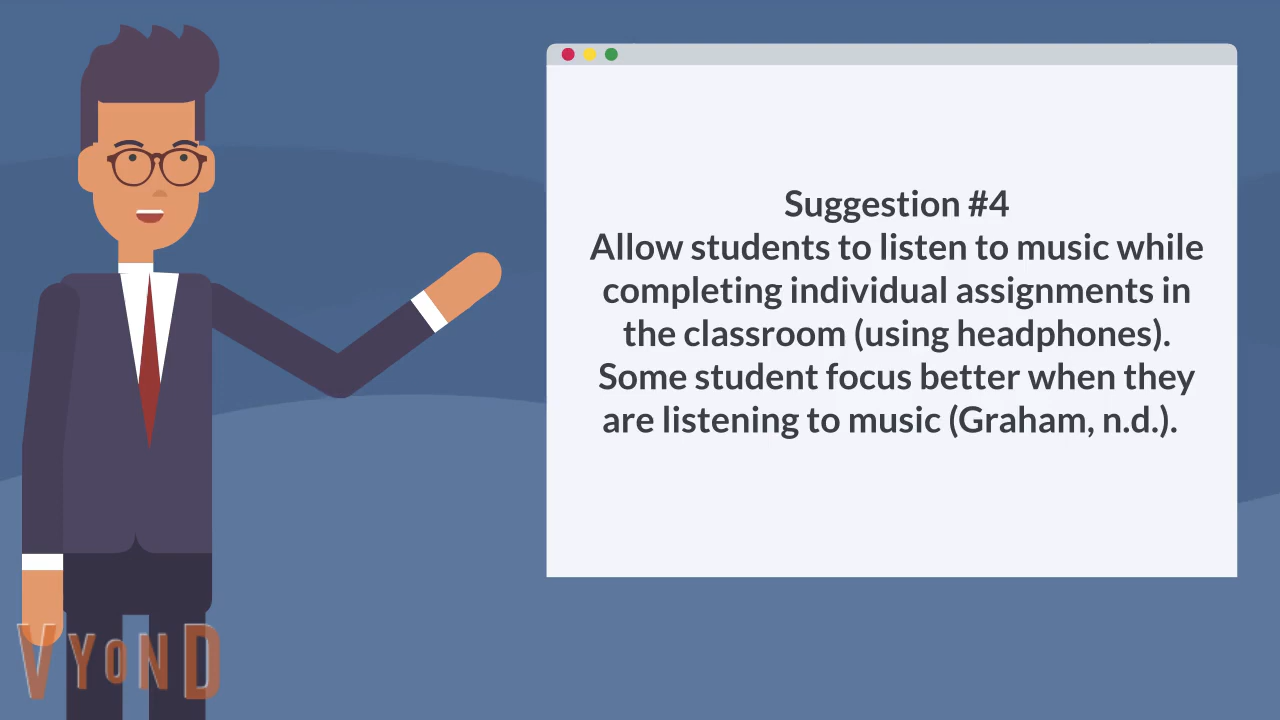 Suggestion #4
Allow students to listen to music while
completing individual assignments in
the classroom (using headphones).
Some student focus better when they
are listening to music (Graham, n.d.).
VYOND